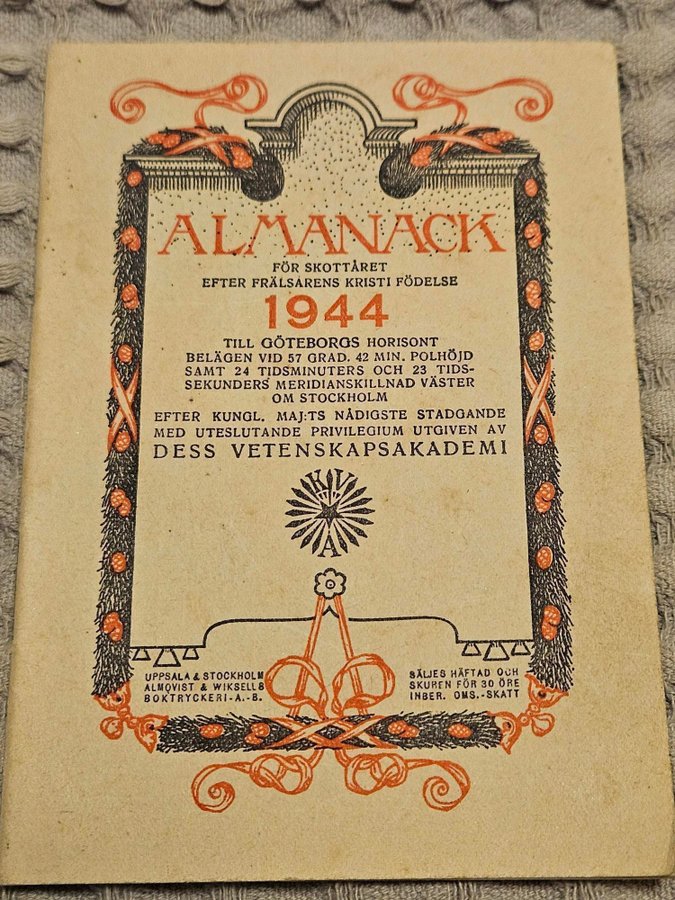 ALMANACK
FÖR SKOTTÅRET
EFTER FRÄLSARENS KRISTI FÖDELSE
1944
TILL GÖTEBORGS HORISONT
BELÄGEN VID 57 GRAD. 42 MIN. POLHÖJD
SAMT 24 TIDSMINUTERS OCH 23 TIDS-
SEKUNDERS MERIDIANSKILLNAD VÄSTER
OM STOCKHOLM
EFTER KUNGL. MAJ:TS NÅDIGSTE STADGANDE
MED UTESLUTANDE PRIVILEGIUM UTGIVEN AV
DESS VETENSKAPSAKADEMI
KV
A
UPPSALA & STOCKHOLM
ALMQVIST & WIKSELLS
BOKTRYCKERI-A.-B.
SÄLJES HÄFTAD OCH
SKUREN FÖR 30 ÖRE
INBER. OMS.-SKATT